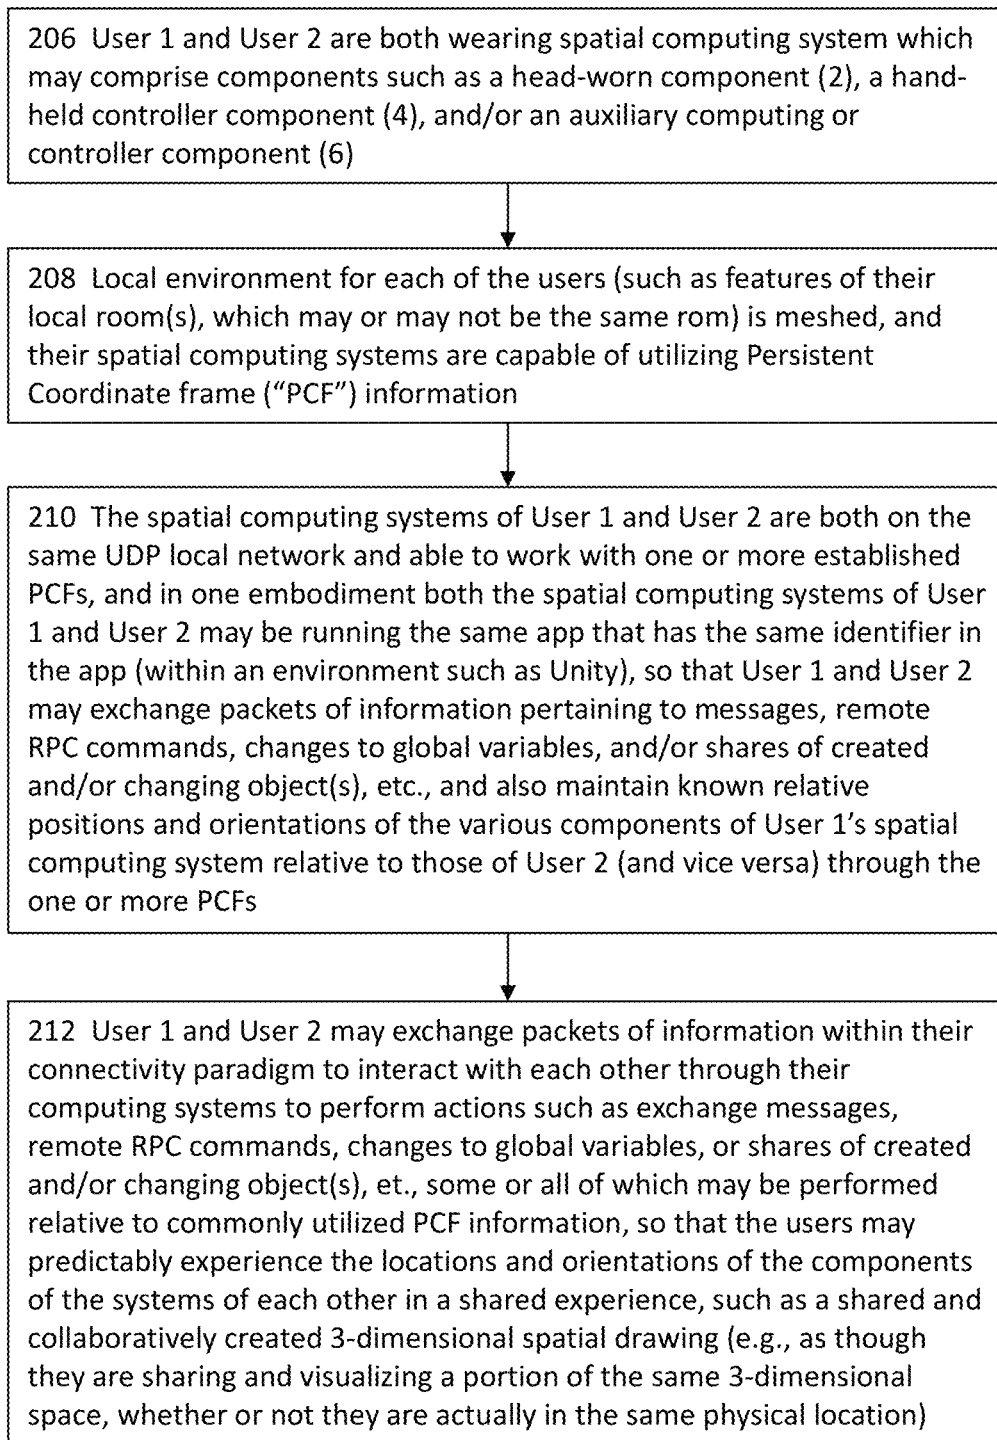 206  User 1 and User 2 are both wearing spatial computing system which
may comprise components such as a head-worn component (2), a hand-
held controller component (4), and/or an auxiliary computing or
controller component (6)
208  Local environment for each of the users (such as features of their
local room(s), which may or may not be the same rom) is meshed, and
their spatial computing systems are capable of utilizing Persistent
Coordinate frame (“PCF”) information
210  The spatial computing systems of User 1 and User 2 are both on the
same UDP local network and able to work with one or more established
PCFs, and in one embodiment both the spatial computing systems of User
1 and User 2 may be running the same app that has the same identifier in
the app (within an environment such as Unity), so that User 1 and User 2
may exchange packets of information pertaining to messages, remote
RPC commands, changes to global variables, and/or shares of created
and/or changing object(s), etc., and also maintain known relative
positions and orientations of the various components of User 1’s spatial
computing system relative to those of User 2 (and vice versa) through the
one or more PCFs
212  User 1 and User 2 may exchange packets of information within their
connectivity paradigm to interact with each other through their
computing systems to perform actions such as exchange messages,
remote RPC commands, changes to global variables, or shares of created
and/or changing object(s), et., some or all of which may be performed
relative to commonly utilized PCF information, so that the users may
predictably experience the locations and orientations of the components
of the systems of each other in a shared experience, such as a shared and
collaboratively created 3-dimensional spatial drawing (e.g., as though
they are sharing and visualizing a portion of the same 3-dimensional
space, whether or not they are actually in the same physical location)